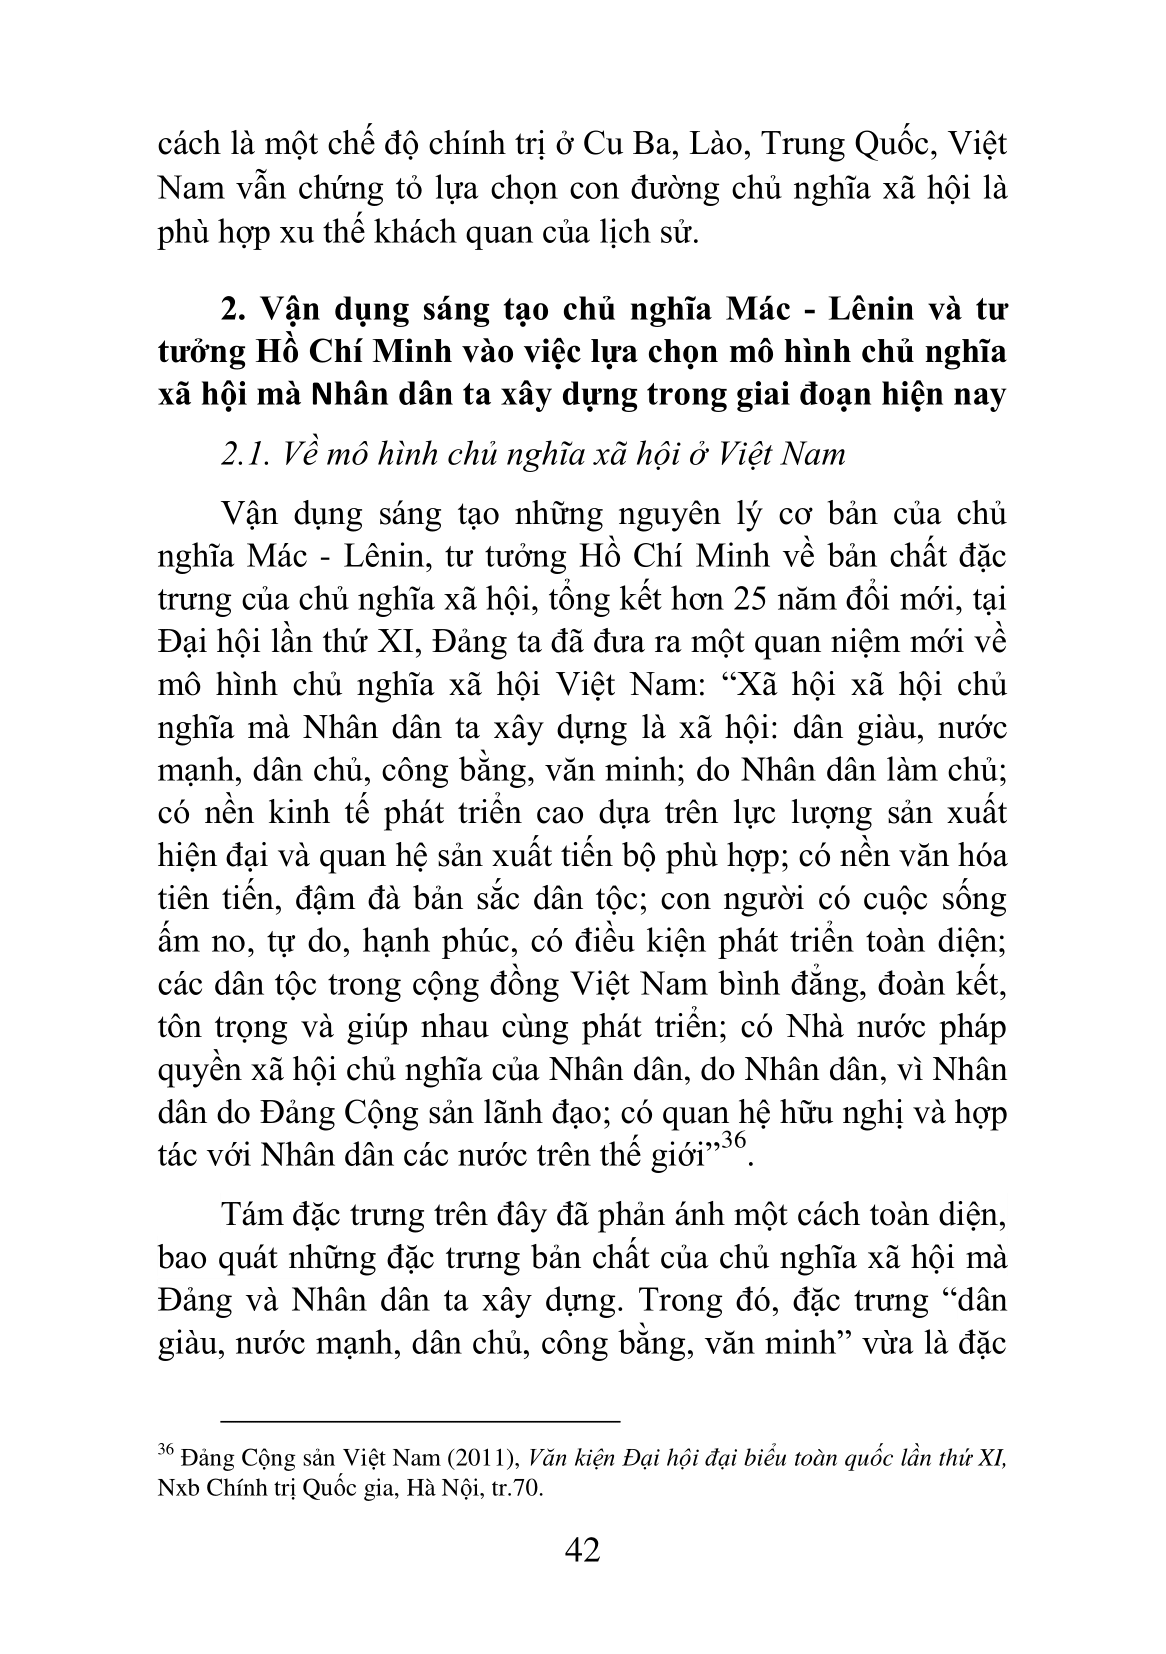 cách là một chế độ chính trị ở Cu Ba, Lào, Trung Quốc, Việt
Nam vẫn chứng tỏ lựa chọn con đường chủ nghĩa xã hội là
phù hợp xu thế khách quan của lịch sử.
2. Vận dụng sáng tạo chủ nghĩa Mác - Lênin và tư
tưởng Hồ Chí Minh vào việc lựa chọn mô hình chủ nghĩa
xã hội mà Nhân dân ta xây dựng trong giai đoạn hiện nay
2.1. Về mô hình chủ nghĩa xã hội ở Việt Nam
Vận dụng sáng tạo những nguyên lý cơ bản của chủ
nghĩa Mác - Lênin, tư tưởng Hồ Chí Minh về bản chất đặc
trưng của chủ nghĩa xã hội, tổng kết hơn 25 năm đổi mới, tại
Đại hội lần thứ XI, Đảng ta đã đưa ra một quan niệm mới về
mô hình chủ nghĩa xã hội Việt Nam: “Xã hội xã hội chủ
nghĩa mà Nhân dân ta xây dựng là xã hội: dân giàu, nước
mạnh, dân chủ, công bằng, văn minh; do Nhân dân làm chủ;
có nền kinh tế phát triển cao dựa trên lực lượng sản xuất
hiện đại và quan hệ sản xuất tiến bộ phù hợp; có nền văn hóa
tiên tiến, đậm đà bản sắc dân tộc; con người có cuộc sống
ấm no, tự do, hạnh phúc, có điều kiện phát triển toàn diện;
các dân tộc trong cộng đồng Việt Nam bình đẳng, đoàn kết,
tôn trọng và giúp nhau cùng phát triển; có Nhà nước pháp
quyền xã hội chủ nghĩa của Nhân dân, do Nhân dân, vì Nhân
dân do Đảng Cộng sản lãnh đạo; có quan hệ hữu nghị và hợp
tác với Nhân dân các nước trên thế giới”36.
Tám đặc trưng trên đây đã phản ánh một cách toàn diện,
bao quát những đặc trưng bản chất của chủ nghĩa xã hội mà
Đảng và Nhân dân ta xây dựng. Trong đó, đặc trưng “dân
giàu, nước mạnh, dân chủ, công bằng, văn minh” vừa là đặc
36 Đảng Cộng sản Việt Nam (2011), Văn kiện Đại hội đại biểu toàn quốc lần thứ XI,
Nxb Chính trị Quốc gia, Hà Nội, tr.70.
42